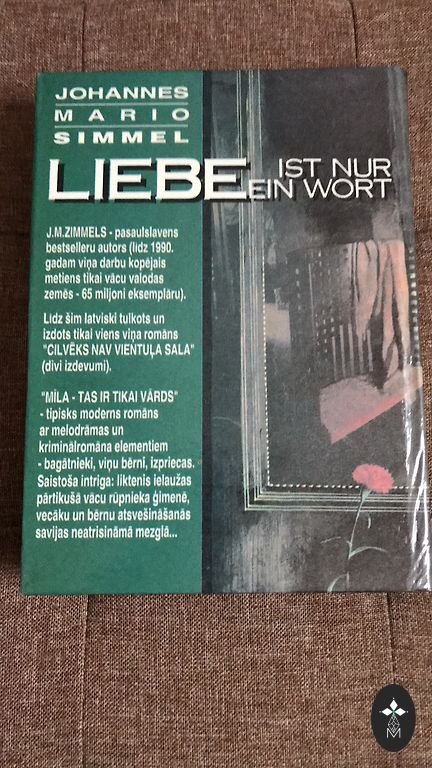 JOHANNES
MARIO
SIMMEL
LIEBE IST NUR
EIN WORT
J.M.ZIMMELS - pasaulslavens
bestselleru autors (līdz 1990.
gadam viņa darbu kopējais
metiens tikai vācu valodas
zemēs - 65 miljoni eksemplāru).
Līdz šim latviski tulkots un
izdots tikai viens viņa romāns
"CILVĒKS NAV VIENTUĻA SALA"
(divi izdevumi).
"MĪLA - TAS IR TIKAI VĀRDS"
- tipisks moderns romāns
ar melodrāmas un
kriminālromāna elementiem
- bagātnieki, viņu bērni, izpriecas.
Saistoša intriga: liktenis ielaužas
pārtikušā vācu rūpnieka ģimenē,
vecāku un bērnu atsvešināšanās
savijas neatrisināmā mezglā...
M